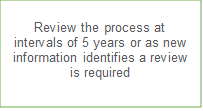 Review the process at
intervals of 5 years or as new
information identifies a review
is required